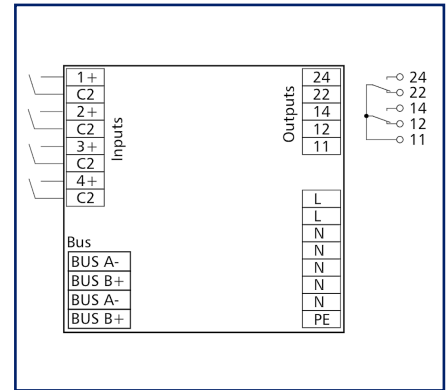 1+
C2
2+
C2
3+
C2
4+
C2
Inputs
Bus
BUS A-
BUS B+
BUS A-
BUS B+
Outputs
24
22
14
12
11
L
L
N
N
N
N
N
PE
24
22
14
12
11